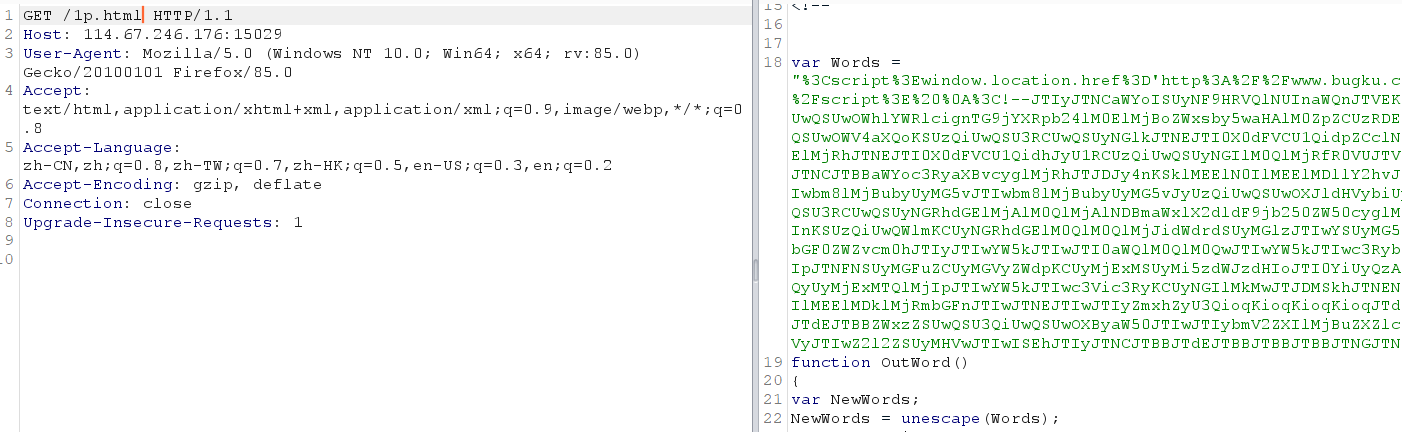 1 GET /1p.html HTTP/1.1
2 Host: 114.67.246.176:15029
3 User-Agent: Mozilla/5.0 (Windows NT 10.0; Win64; x64; rv:85.0)
Gecko/20100101 Firefox/85.0
4 Accept:
text/html,application/xhtml+xml,application/xml;q=0.9,image/webp,*/*;q=0
.8
5 Accept-Language:
zh-CN,zh;q=0.8,zh-TW;q=0.7,zh-HK;q=0.5,en-US;q=0.3,en;q=0.2
6 Accept-Encoding: gzip, deflate
7 Connection: close
8 Upgrade-Insecure-Requests: 1
9
10
15 <!--
16
17
18 var Words =
"%3Cscript%3Ewindow.location.href%3D'http%3A%2F%2Fwww.bugku.c
%2Fscript%3E%20%0A%3C!--JTIyJTNCaWYoISUyNF9HRVQlNUInaWQnJTVEK
UwQSUwOWhlYWRlcignTG9jYXRpb24lM0ElMjBoZWxsby5waHAlM0ZpZCUzRDE
QSUwOWV4aXQoKSUzQiUwQSU3RCUwQSUyNGlkJTNEJTI0X0dFVCU1QidpZCclN
ElMjRhJTNEJTI0X0dFVCU1QidhJyU1RCUzQiUwQSUyNGIlM0QlMjRfR0VUJTV
JTNCJTBBaWYoc3RyaXBvcyglMjRhJTJDJy4nKSklMEElN0IlMEElMDllY2hvJ
Iwbm8lMjBubyUyMG5vJTIwbm8lMjBubyUyMG5vJyUzQiUwQSUwOXJldHVybiU
QSU3RCUwQSUyNGRhdGElMjAlM0QlMjAlNDBmaWxlX2dldF9jb250ZW50cyglM
InKSUzQiUwQWlmKCUyNGRhdGElM0QlM0QlMjJidWdrdSUyMGlzJTIwYSUyMG5
bGF0ZWZvcm0hJTIyJTIwYW5kJTIwJTI0aWQlM0QlM0QwJTIwYW5kJTIwc3Ryb
IpJTNFNSUyMGFuZCUyMGVyZWdpKCUyMjExMSUyMi5zdWJzdHIoJTI0YiUyQzA
QyUyMjExMTQlMjIpJTIwYW5kJTIwc3Vic3RyKCUyNGIlMkMwJTJDMSkhJTNEN
IlMEElMDklMjRmbGFnJTIwJTNEJTIwJTIyZmxhZyU3QioqKioqKioqKioqJTd
JTdEJTBBZWxzZSUwQSU3QiUwQSUwOXByaW50JTIwJTIybmV2ZXIlMjBuZXZlc
VyJTIwZ2l2ZSUyMHVwJTIwISEhJTIyJTNCJTBBJTdEJTBBJTBBJTBBJTNGJTN
19 function OutWord()
20 {
21 var NewWords;
22 NewWords = unescape(Words);